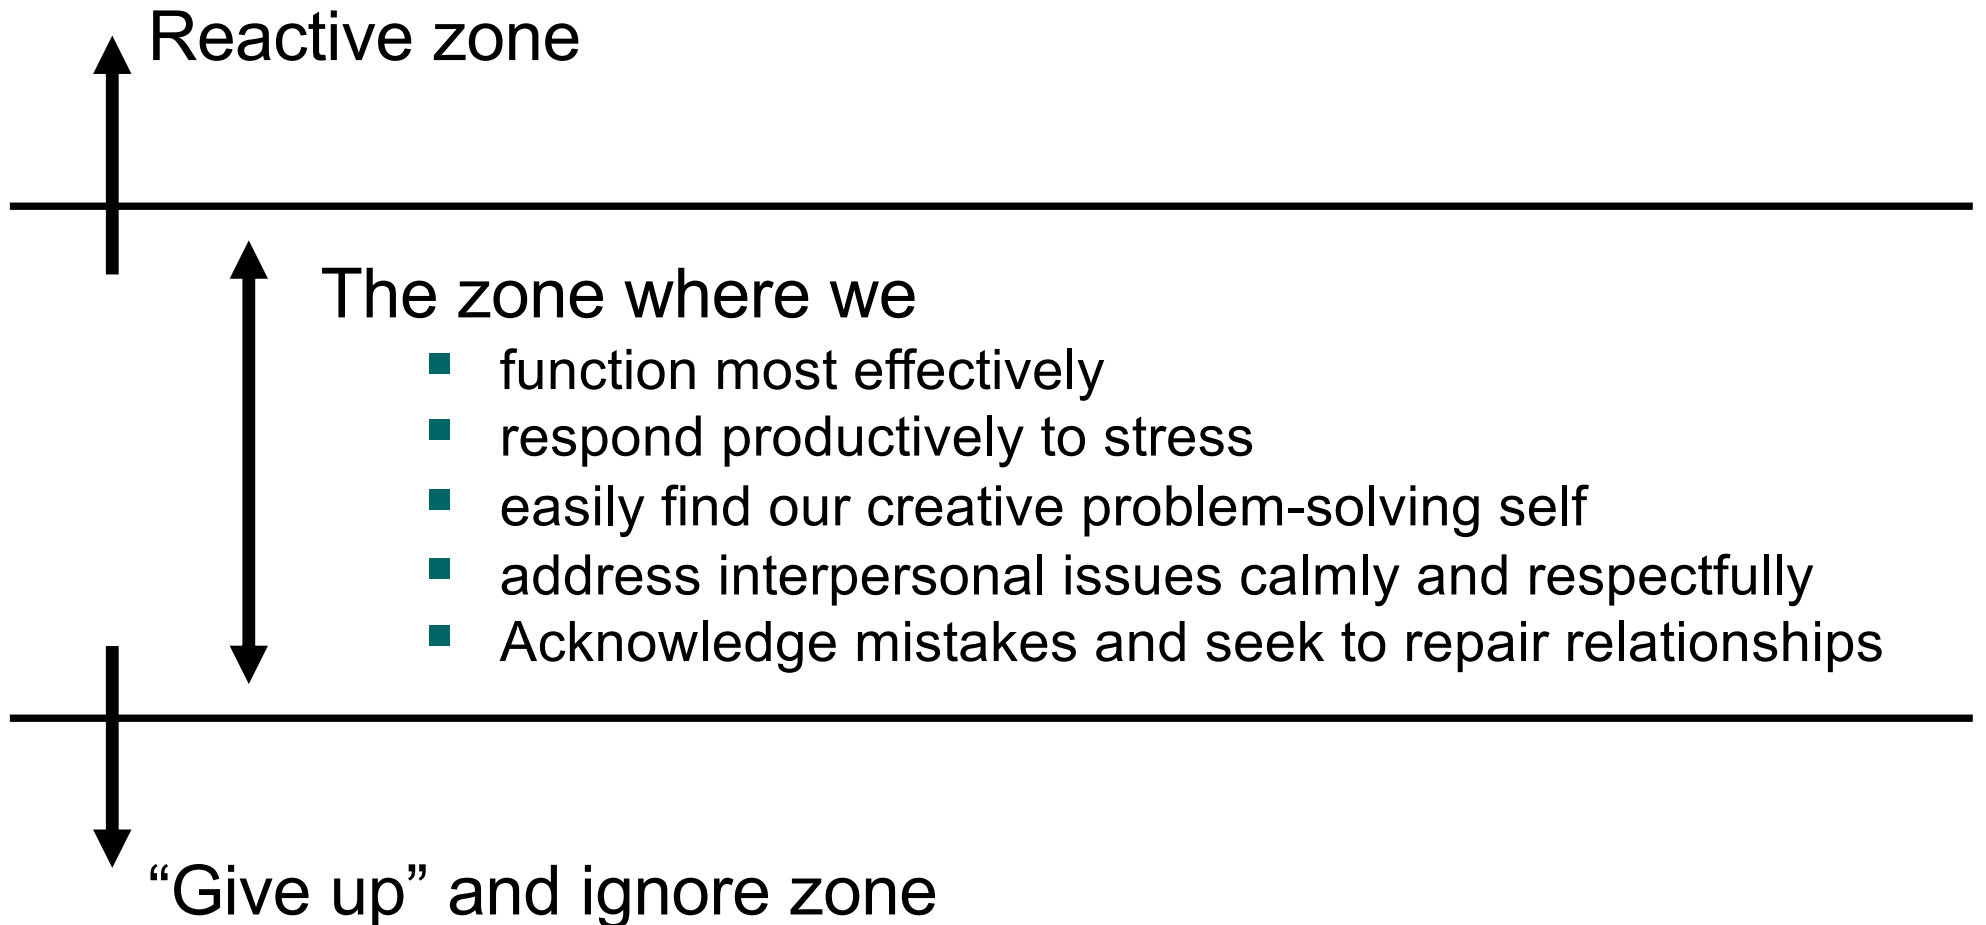 Reactive zone
The zone where we
▪ function most effectively
▪ respond productively to stress
▪ easily find our creative problem-solving self
▪ address interpersonal issues calmly and respectfully
▪ Acknowledge mistakes and seek to repair relationships
“Give up” and ignore zone